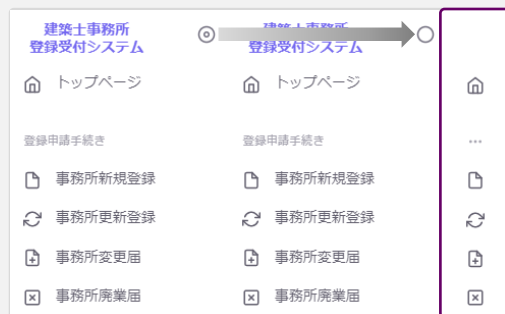 建築士事務所
登録受付システム
トップページ
登録申請手続き
事務所新規登録
事務所更新登録
事務所変更届
事務所廃業届
建築士事務所
登録受付システム
トップページ
登録申請手続き
事務所新規登録
事務所更新登録
事務所変更届
事務所廃業届
...